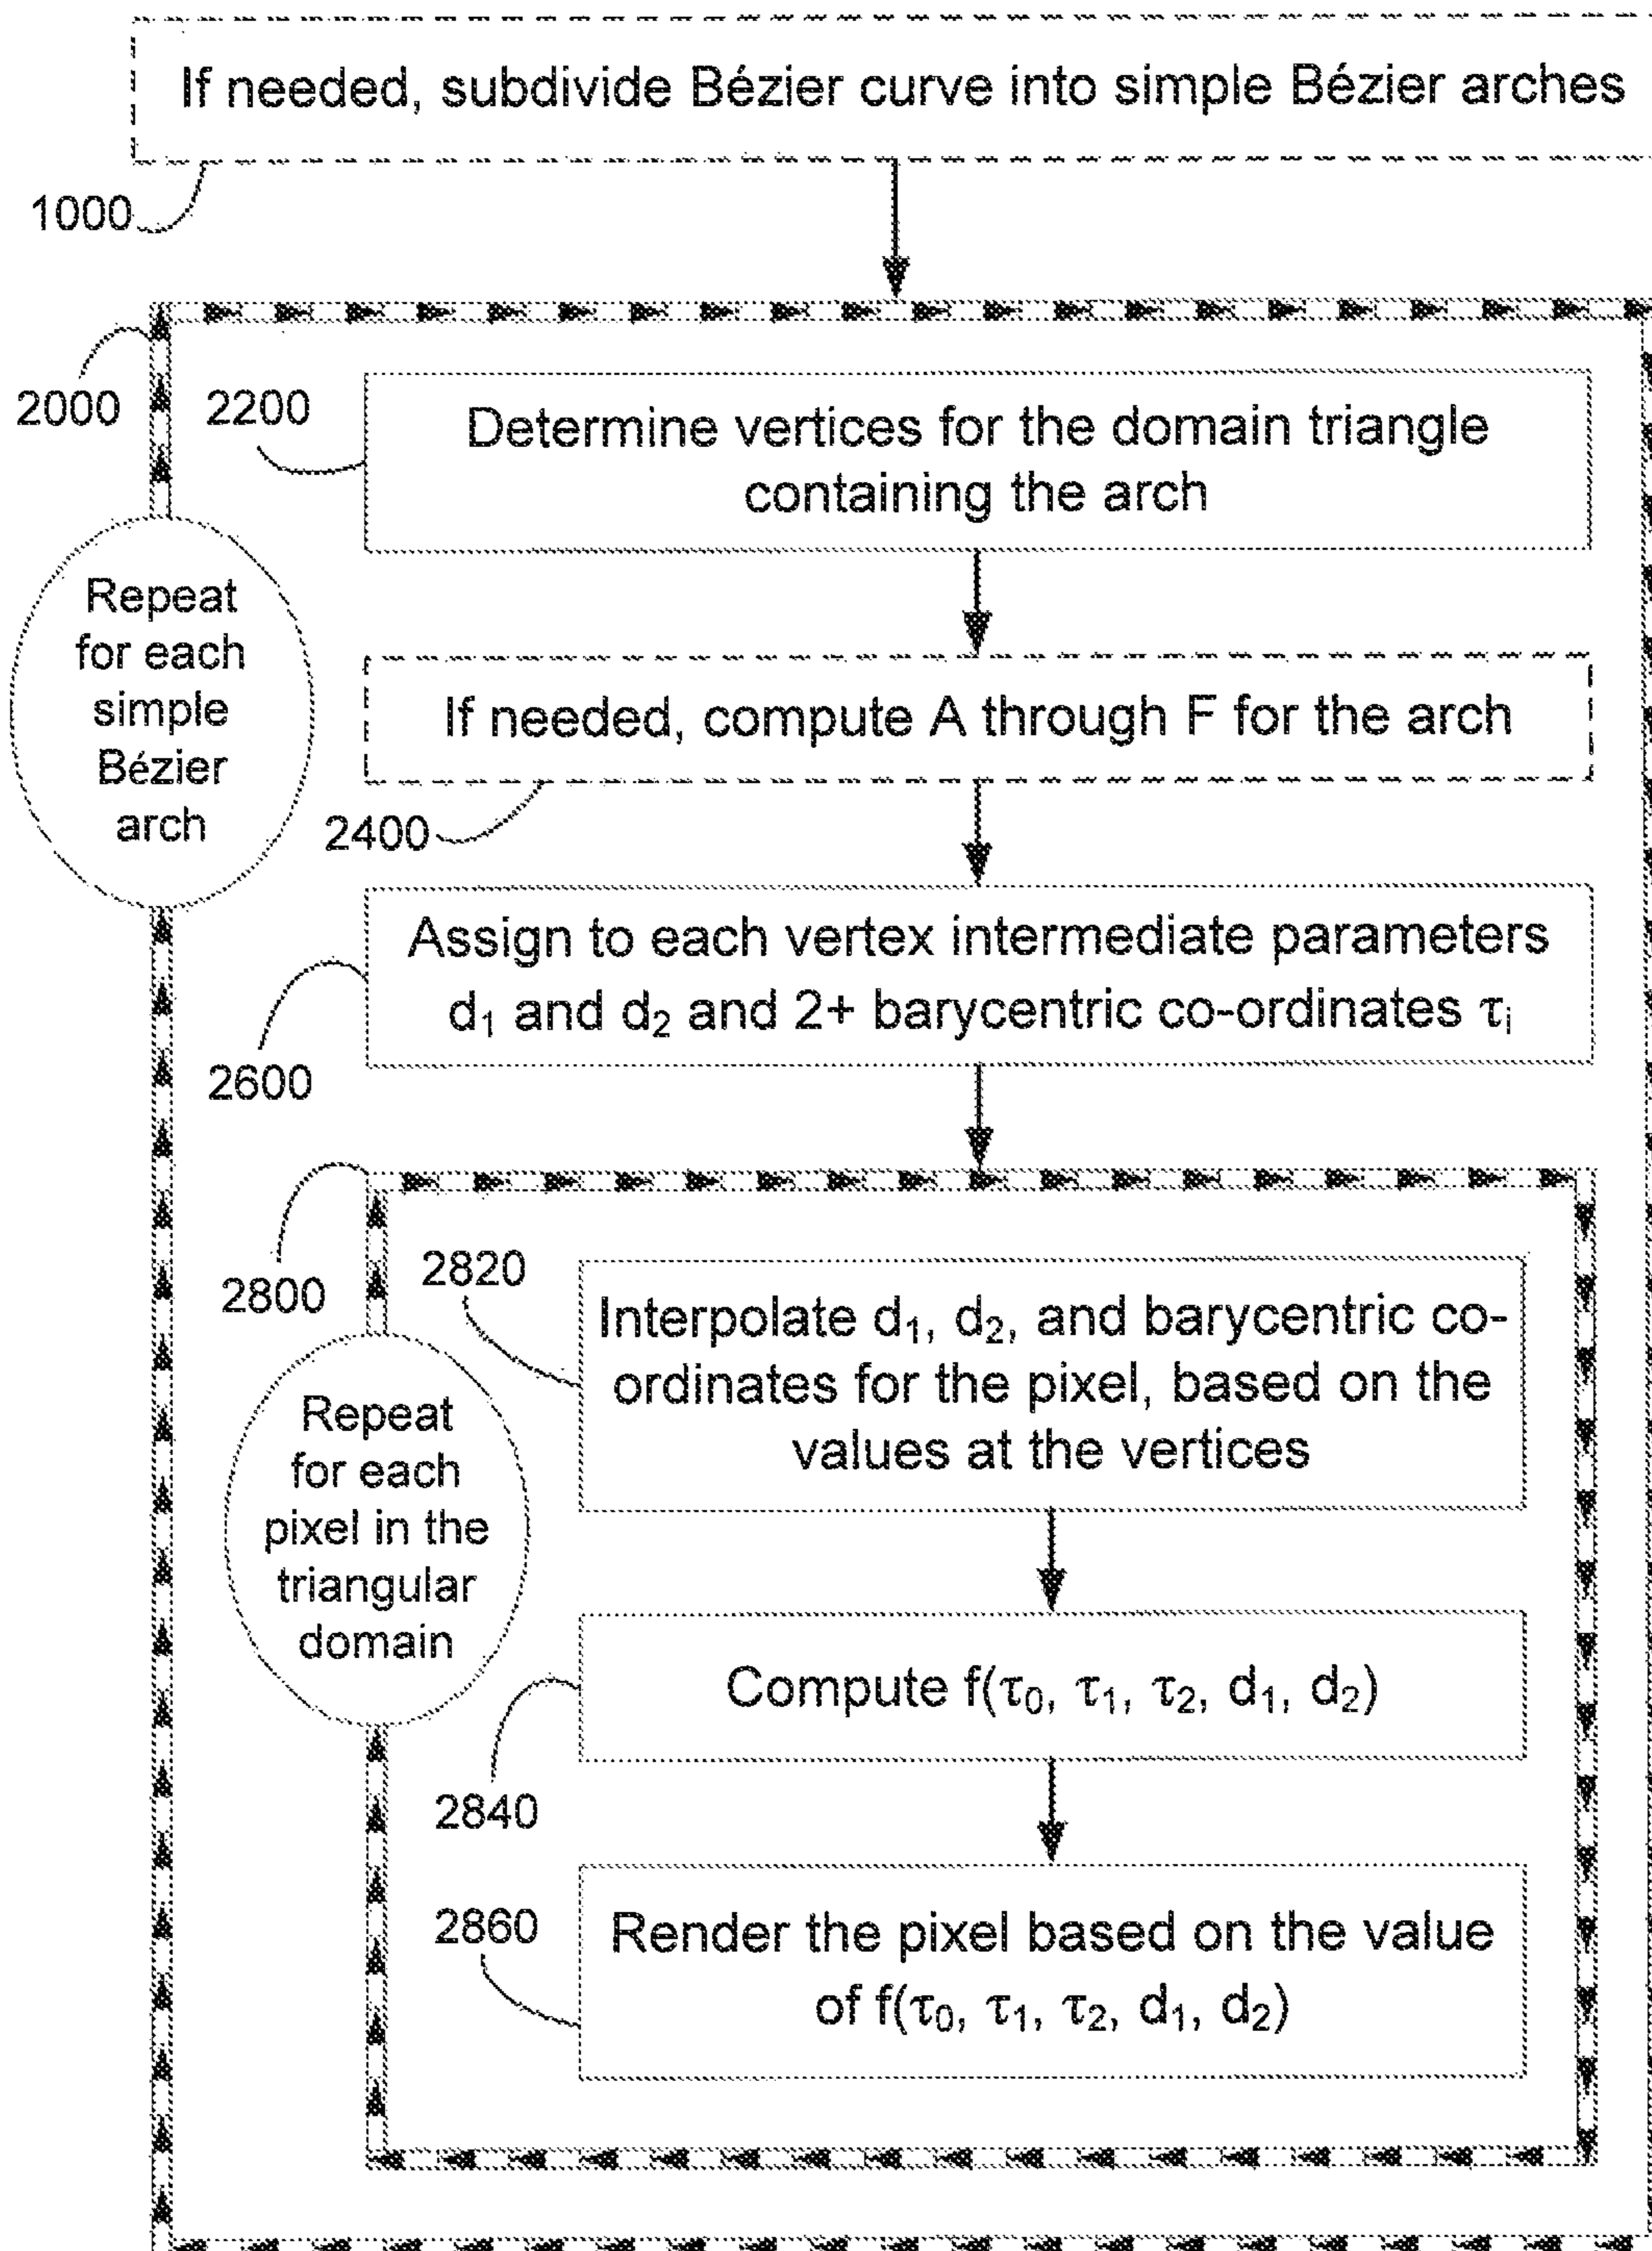 If needed, subdivide Bézier curve into simple Bézier arches
1000
2000
2200
Determine vertices for the domain triangle
containing the arch
Repeat
for each
simple
Bézier
arch
If needed, compute A through F for the arch
2400
Assign to each vertex intermediate parameters
d₁ and d₂ and 2+ barycentric co-ordinates τᵢ
2600
2800
2820
Interpolate d₁, d₂, and barycentric co-
ordinates for the pixel, based on the
values at the vertices
Repeat
for each
pixel in the
triangular
domain
Compute f(τ₀, τ₁, τ₂, d₁, d₂)
2840
2860
Render the pixel based on the value
of f(τ₀, τ₁, τ₂, d₁, d₂)